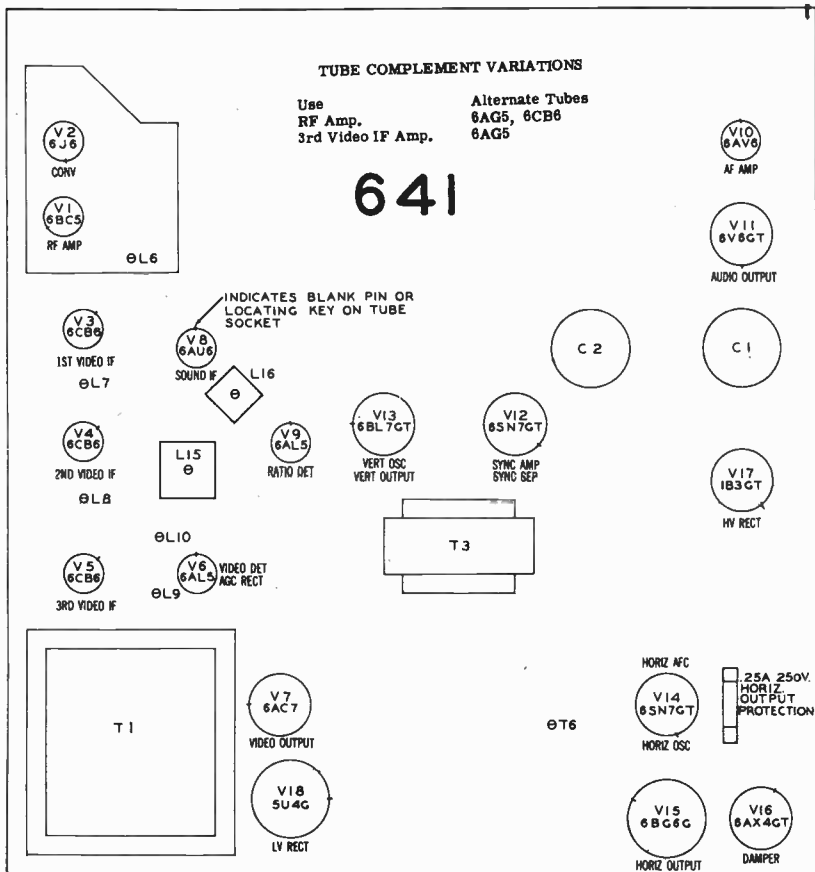 TUBE COMPLEMENT VARIATIONS
Use Alternate Tubes
RF Amp. 6AG5, 6CB6
3rd Video IF Amp. 6AG5
641
V2
6J6
CONV
V1
6BC5
RF AMP
ΘL6
V10
6AV6
AF AMP
V11
6V6GT
AUDIO OUTPUT
INDICATES BLANK PIN OR
LOCATING KEY ON TUBE
SOCKET
V3
6CB6
1ST VIDEO IF
ΘL7
V8
6AU6
SOUND IF
L16
Θ
C2
C1
V4
6CB6
2ND VIDEO IF
ΘL8
L15
Θ
V9
6AL5
RATIO DET
V13
6BL7GT
VERT OSC
VERT OUTPUT
V12
6SN7GT
SYNC AMP
SYNC SEP
V17
1B3GT
HV RECT
ΘL10
T3
V5
6CB6
3RD VIDEO IF
ΘL9
V6
6AL5
VIDEO DET
AGC RECT
T1
V7
6AC7
VIDEO OUTPUT
V18
5U4G
LV RECT
ΘT6
HORIZ AFC
V14
6SN7GT
HORIZ OSC
.25A 250V.
HORIZ.
OUTPUT
PROTECTION
V15
6BG6G
HORIZ OUTPUT
V16
6AX4GT
DAMPER